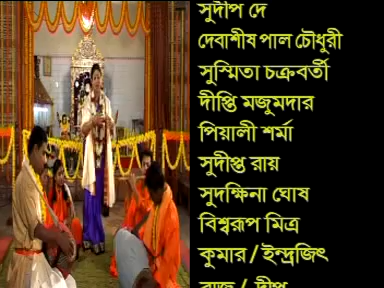 সুদীপ দে
দেবাশীষ পাল চৌধুরী
সুস্মিতা চক্রবর্তী
দীপ্তি মজুমদার
পিয়ালী শর্মা
সুদীপ্ত রায়
সুদক্ষিনা ঘোষ
বিশ্বরূপ মিত্র
কুমার / ইন্দ্রজিৎ